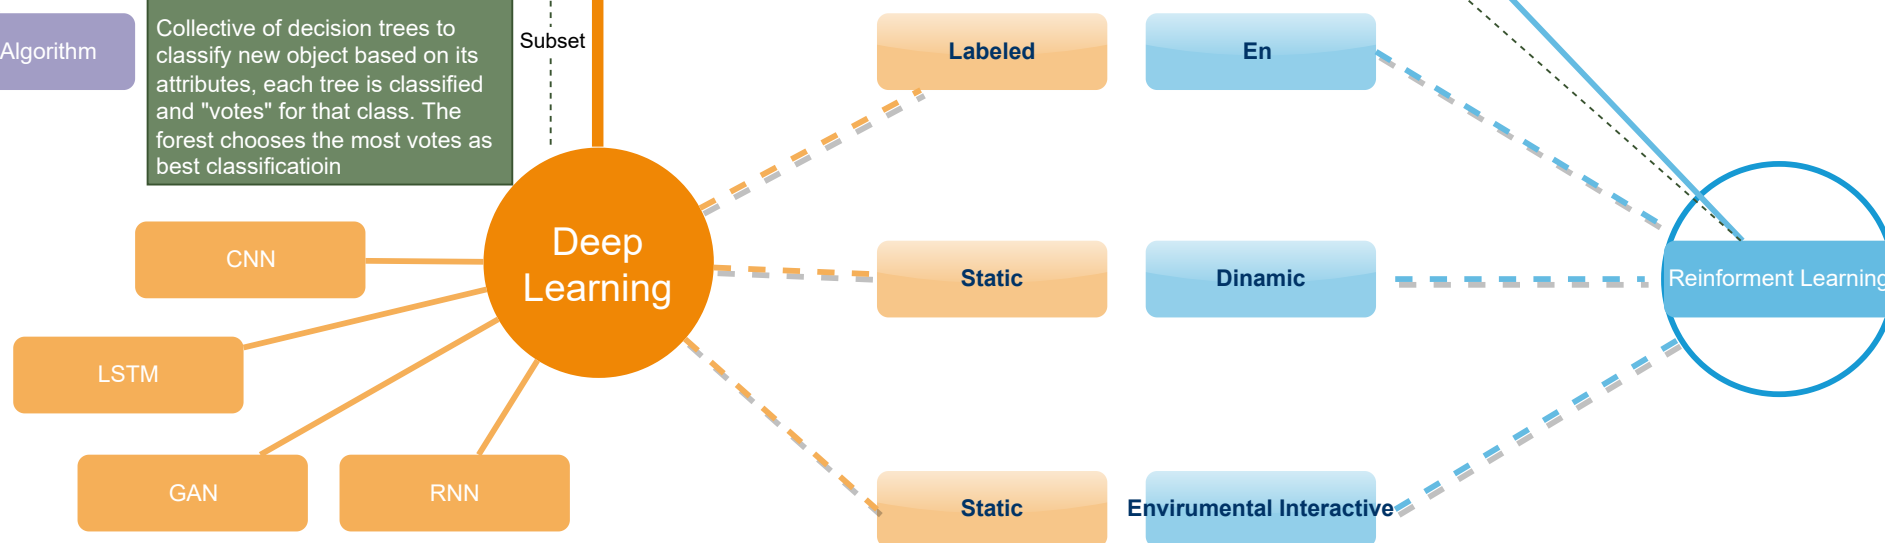 Algorithm
Collective of decision trees to
classify new object based on its
attributes, each tree is classified
and "votes" for that class. The
forest chooses the most votes as
best classificatioin
Subset
Labeled
En
CNN
Deep
Learning
Static
Dinamic
Reinforment Learning
LSTM
GAN
RNN
Static
Envirumental Interactive